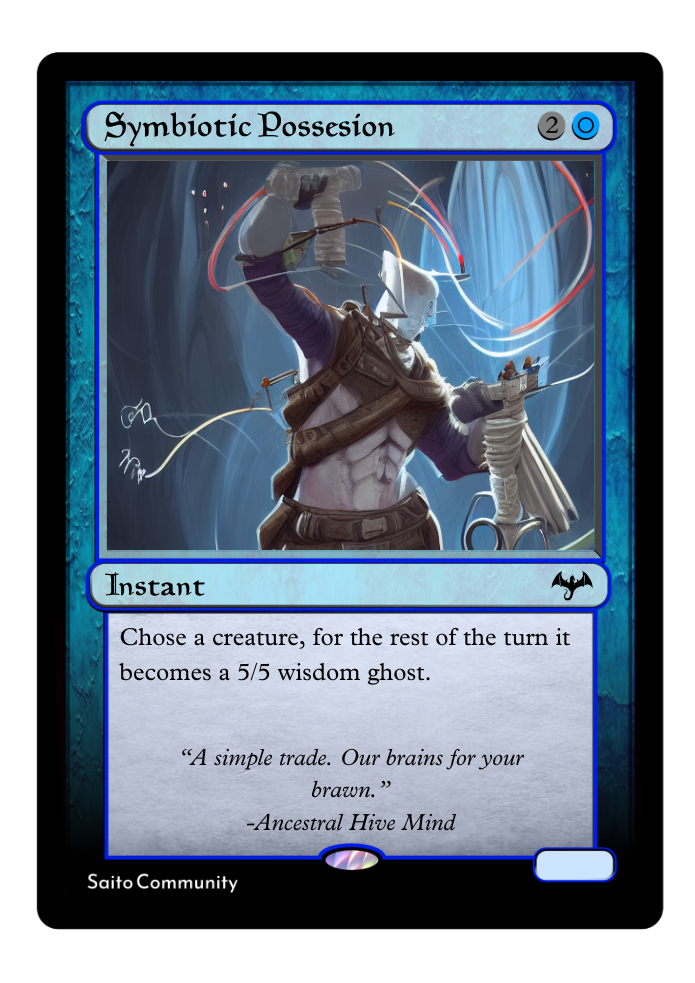 Symbiotic Possesion 2
Instant
Chose a creature, for the rest of the turn it
becomes a 5/5 wisdom ghost.
“A simple trade. Our brains for your
brawn.”
-Ancestral Hive Mind
Saito Community